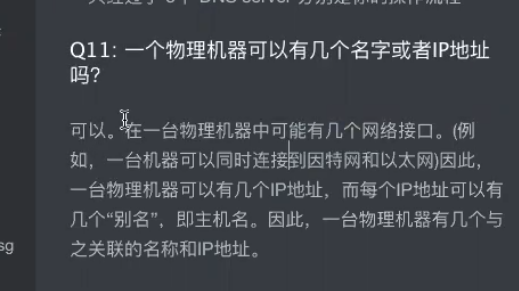 Q11: 一个物理机器可以有几个名字或者IP地址
吗?
可以。在一台物理机器中可能有几个网络接口。(例
如，一台机器可以同时连接到因特网和以太网)因此，
一台物理机器可以有几个IP地址，而每个IP地址可以有
几个“别名”，即主机名。因此，一台物理机器有几个与
之关联的名称和IP地址。
sg